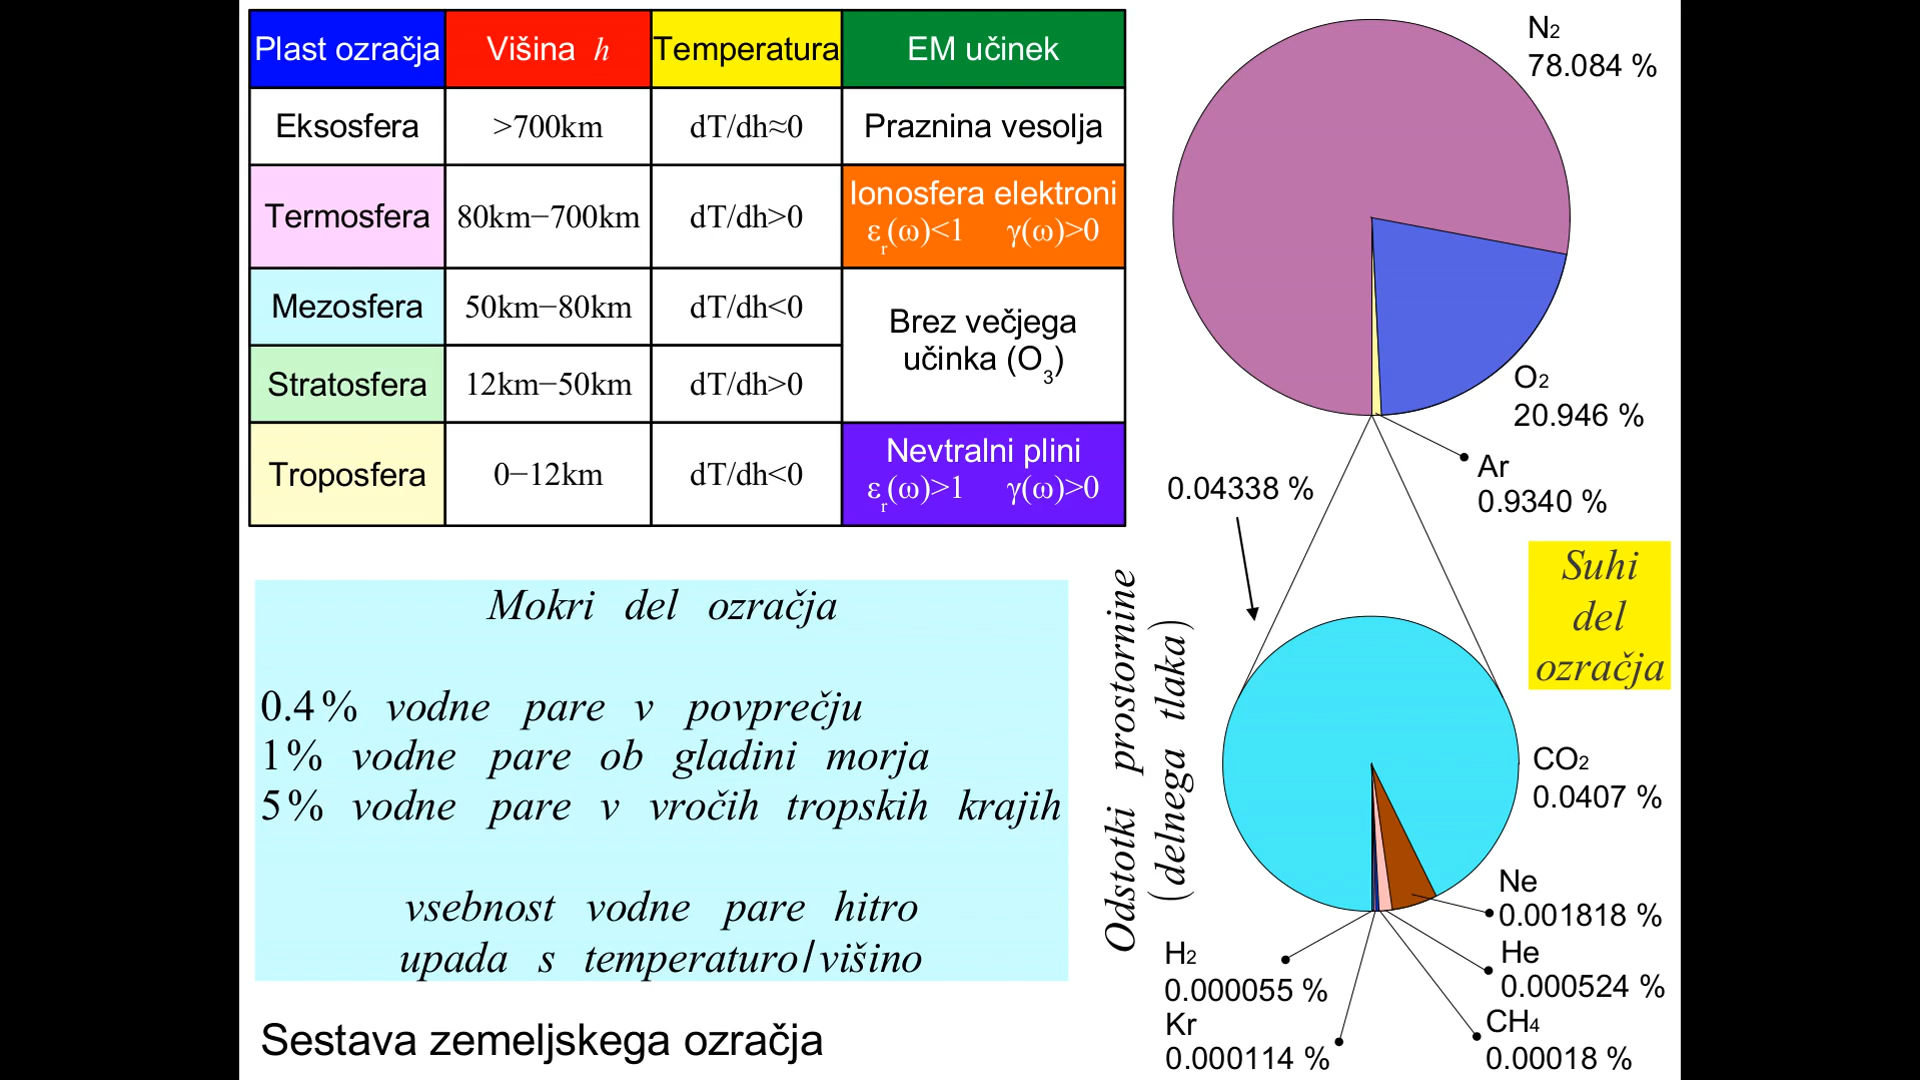 Plast ozračja Višina h Temperatura EM učinek
Eksosfera >700km dT/dh≈0 Praznina vesolja
Termosfera 80km−700km dT/dh>0 Ionosfera elektroni
εr(ω)<1 γ(ω)>0
Mezosfera 50km−80km dT/dh<0
Brez večjega
učinka (O3)
Stratosfera 12km−50km dT/dh>0
Troposfera 0−12km dT/dh<0 Nevtralni plini
εr(ω)>1 γ(ω)>0
Mokri del ozračja
0.4% vodne pare v povprečju
1% vodne pare ob gladini morja
5% vodne pare v vročih tropskih krajih
vsebnost vodne pare hitro
upada s temperaturo/višino
Sestava zemeljskega ozračja
N2
78.084 %
O2
20.946 %
Ar
0.9340 %
0.04338 %
Suhi
del
ozračja
Odstotki prostornine
(delnega tlaka)
CO2
0.0407 %
Ne
0.001818 %
He
0.000524 %
CH4
0.00018 %
H2
0.000055 %
Kr
0.000114 %